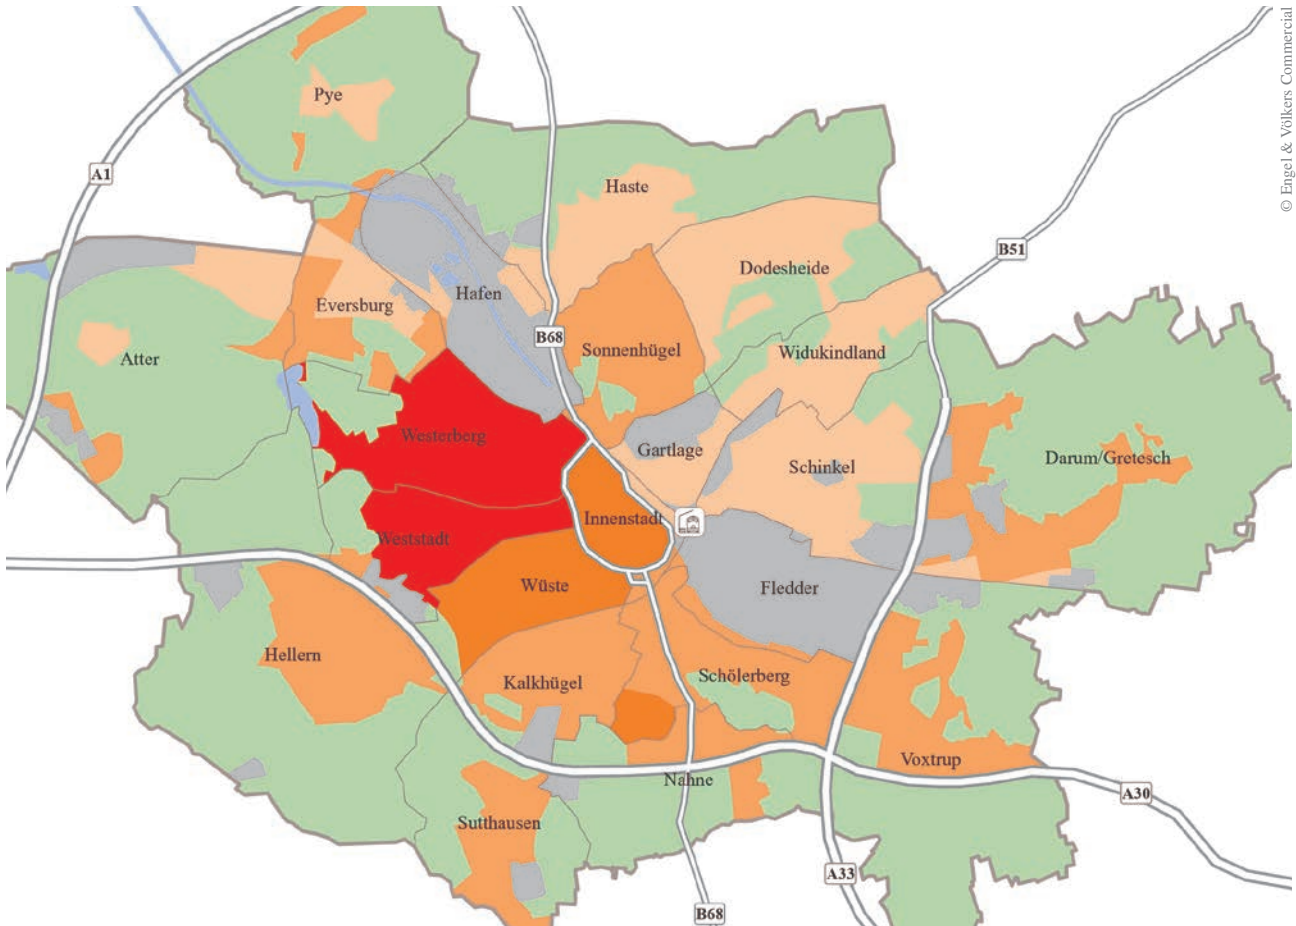 © Engel & Völkers Commercial
Pye
A1
Haste
B51
Dodesheide
Hafen
Eversburg
B68
Sonnenhügel
Widukindland
Atter
Westerberg
Gartlage
Schinkel
Darum/Gretesch
Innenstadt
Weststadt
Wüste
Fledder
Hellern
Kalkhügel
Schölerberg
Voxtrup
Nahne
A30
Sutthausen
A33
B68